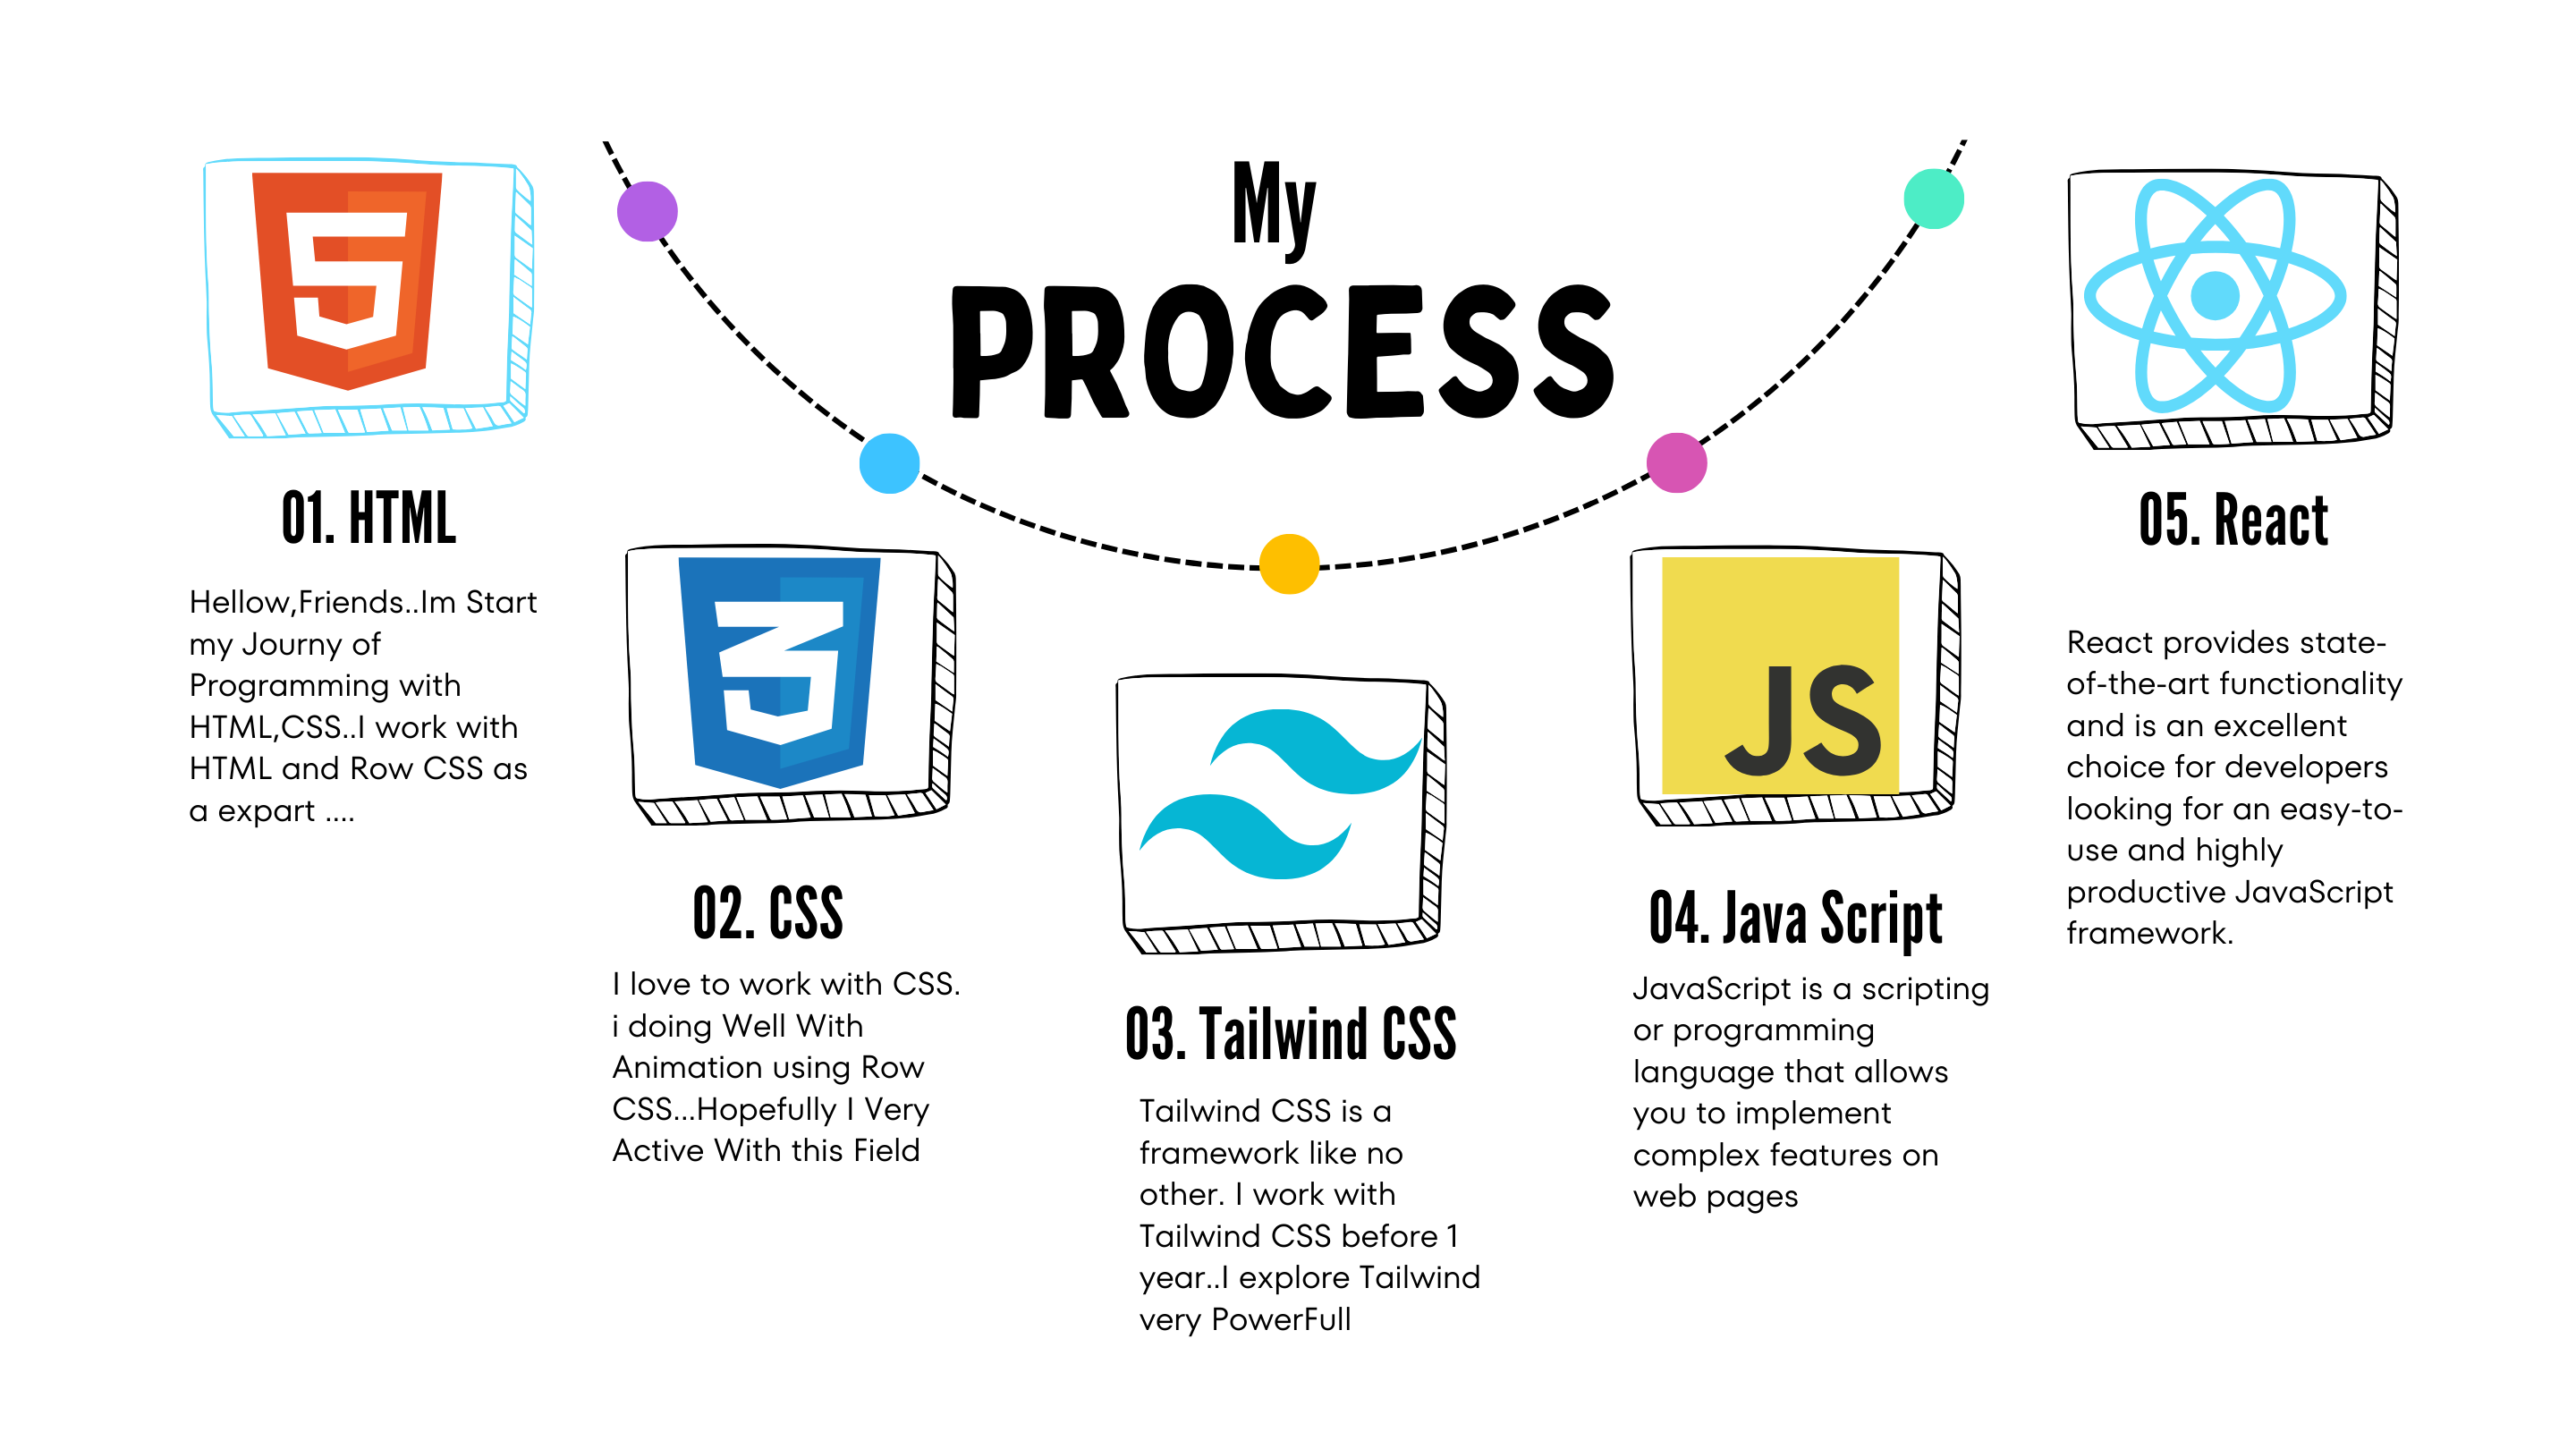 My
PROCESS
01. HTML
Hellow,Friends..Im Start
my Journy of
Programming with
HTML,CSS..I work with
HTML and Row CSS as
a expart ....
02. CSS
I love to work with CSS.
i doing Well With
Animation using Row
CSS...Hopefully I Very
Active With this Field
03. Tailwind CSS
Tailwind CSS is a
framework like no
other. I work with
Tailwind CSS before 1
year..I explore Tailwind
very PowerFull
JS
04. Java Script
JavaScript is a scripting
or programming
language that allows
you to implement
complex features on
web pages
05. React
React provides state-
of-the-art functionality
and is an excellent
choice for developers
looking for an easy-to-
use and highly
productive JavaScript
framework.